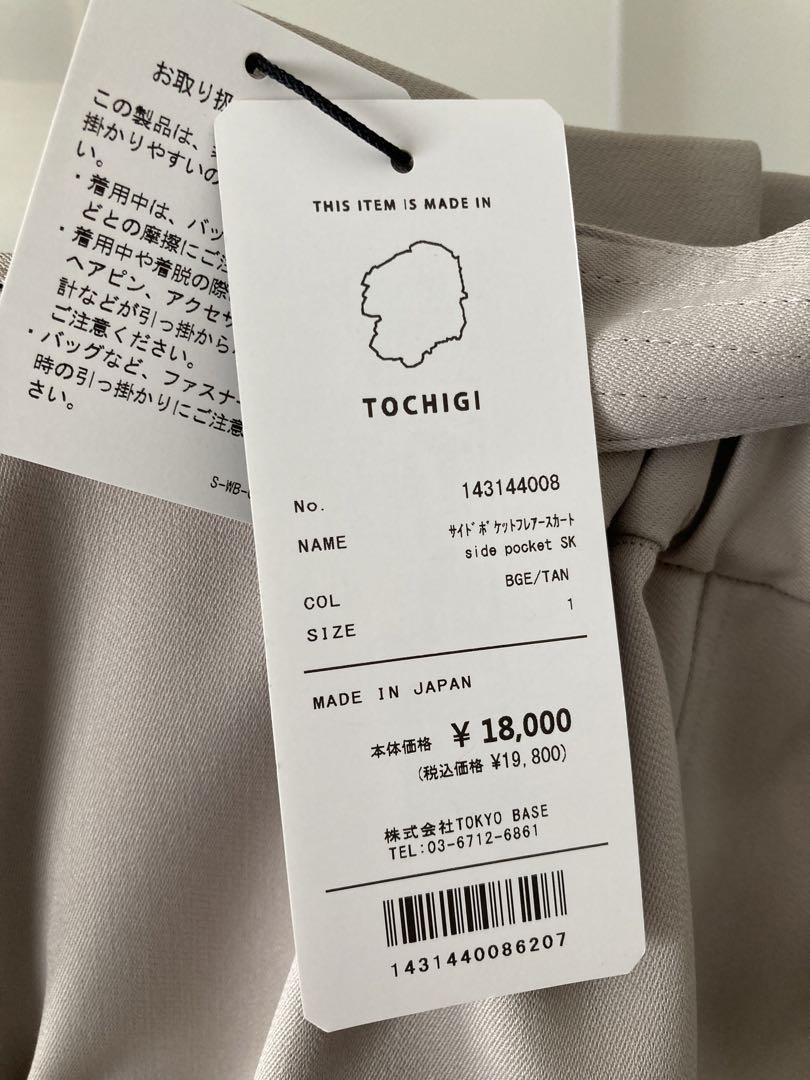 お取り扱
この製品は、
掛かりやすいの
い。
・着用中は、バッ
どとの摩擦にご注
・着用中や着脱の際
ヘアピン、アクセサ
計などが引っ掛から
ご注意ください。
・バッグなど、ファスナー
時の引っ掛かりにご注意
さい。
S-WB-
THIS ITEM IS MADE IN
TOCHIGI
No. 143144008
NAME ｻｲﾄﾞﾎﾟｹｯﾄﾌﾚｱｰｽｶｰﾄ
side pocket SK
COL BGE/TAN
SIZE 1
MADE IN JAPAN
本体価格 ¥ 18,000
(税込価格 ¥19,800)
株式会社TOKYO BASE
TEL:03-6712-6861
1431440086207